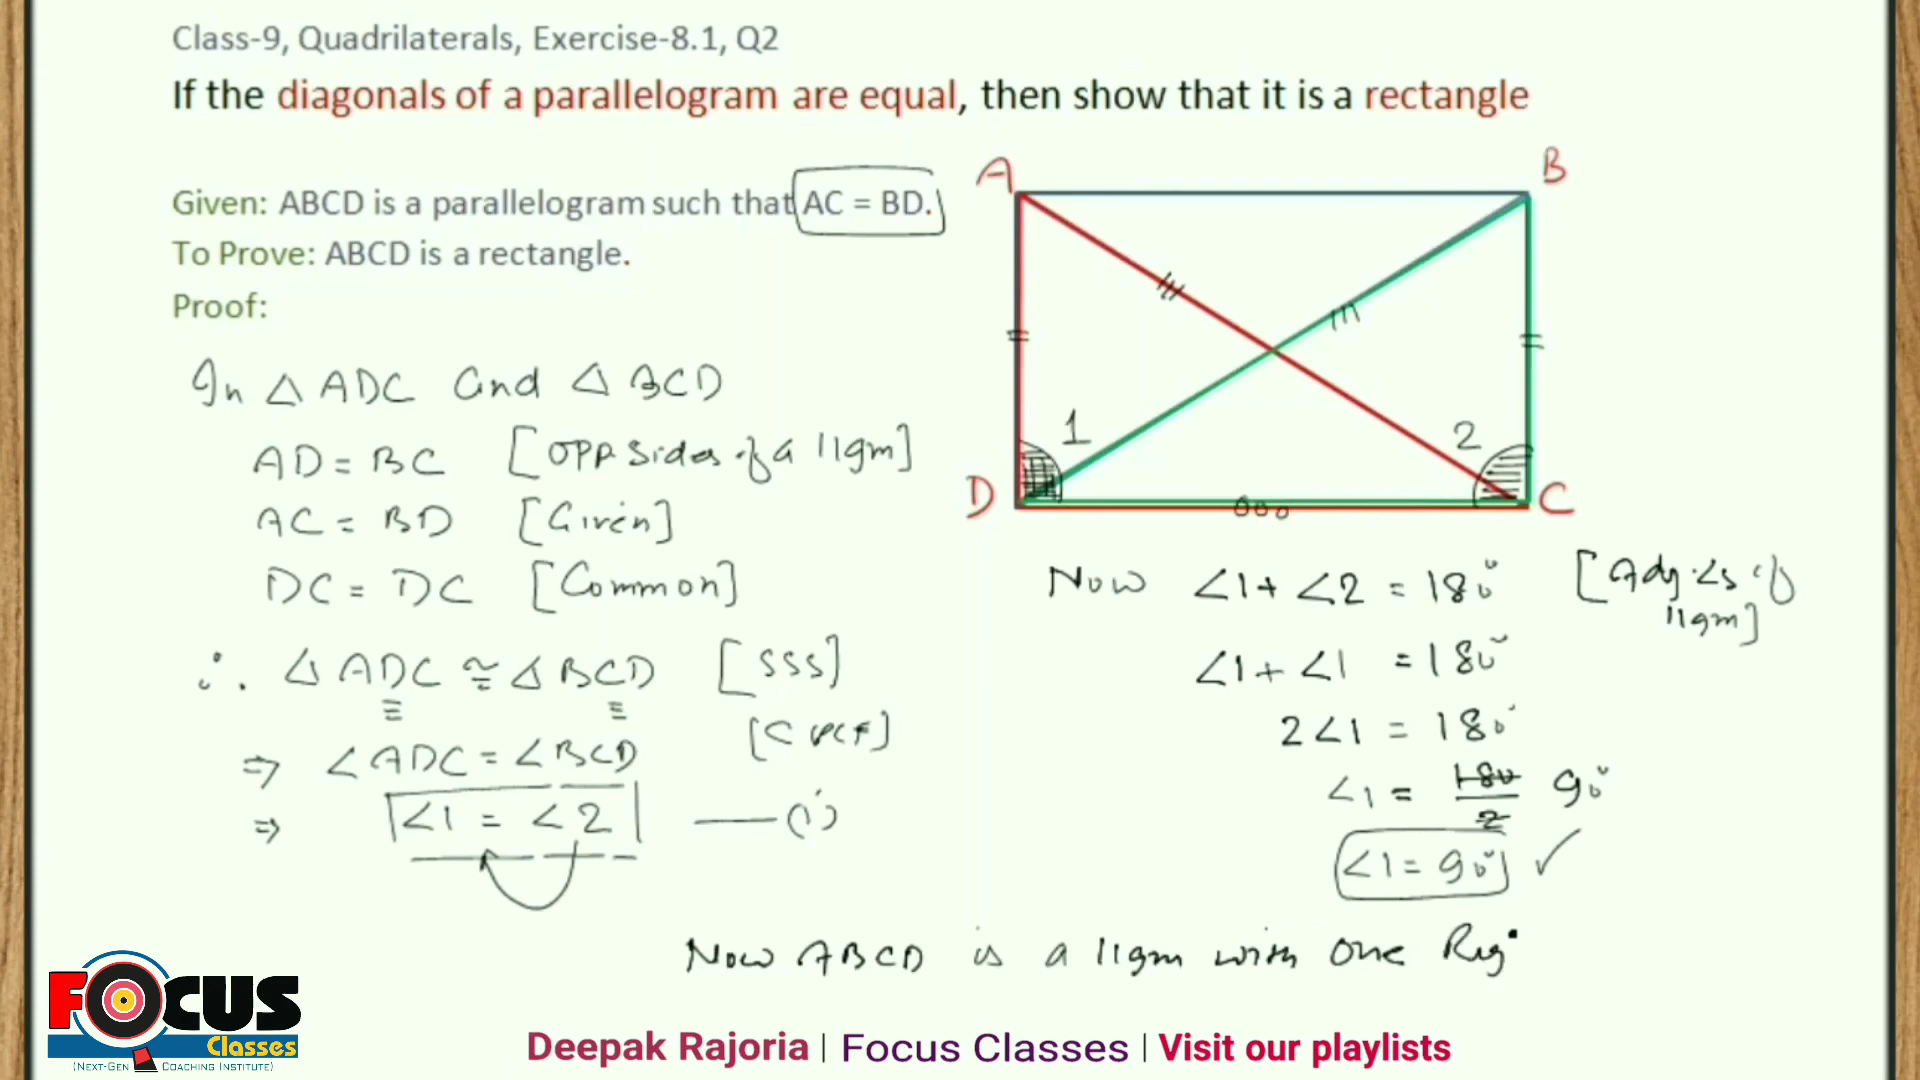 Class-9, Quadrilaterals, Exercise-8.1, Q2
If the diagonals of a parallelogram are equal, then show that it is a rectangle
Given: ABCD is a parallelogram such that AC = BD.
To Prove: ABCD is a rectangle.
Proof:
In △ ADC and △ BCD
AD = BC [Opp Sides of a ||gm]
AC = BD [Given]
DC = DC [Common]
∴ △ ADC ≅ △ BCD [SSS]
⇒ ∠ADC = ∠BCD [CPCT]
⇒ ∠1 = ∠2 —(i)
A
B
1
2
D
C
Now ∠1 + ∠2 = 180° [Adj. ∠s of
||gm]
∠1 + ∠1 = 180°
2∠1 = 180°
∠1 = 180/2 90°
∠1 = 90° ✓
Now ABCD is a ||gm with one Rig
FOCUS
Classes
(NEXT-GEN COACHING INSTITUTE)
Deepak Rajoria | Focus Classes | Visit our playlists